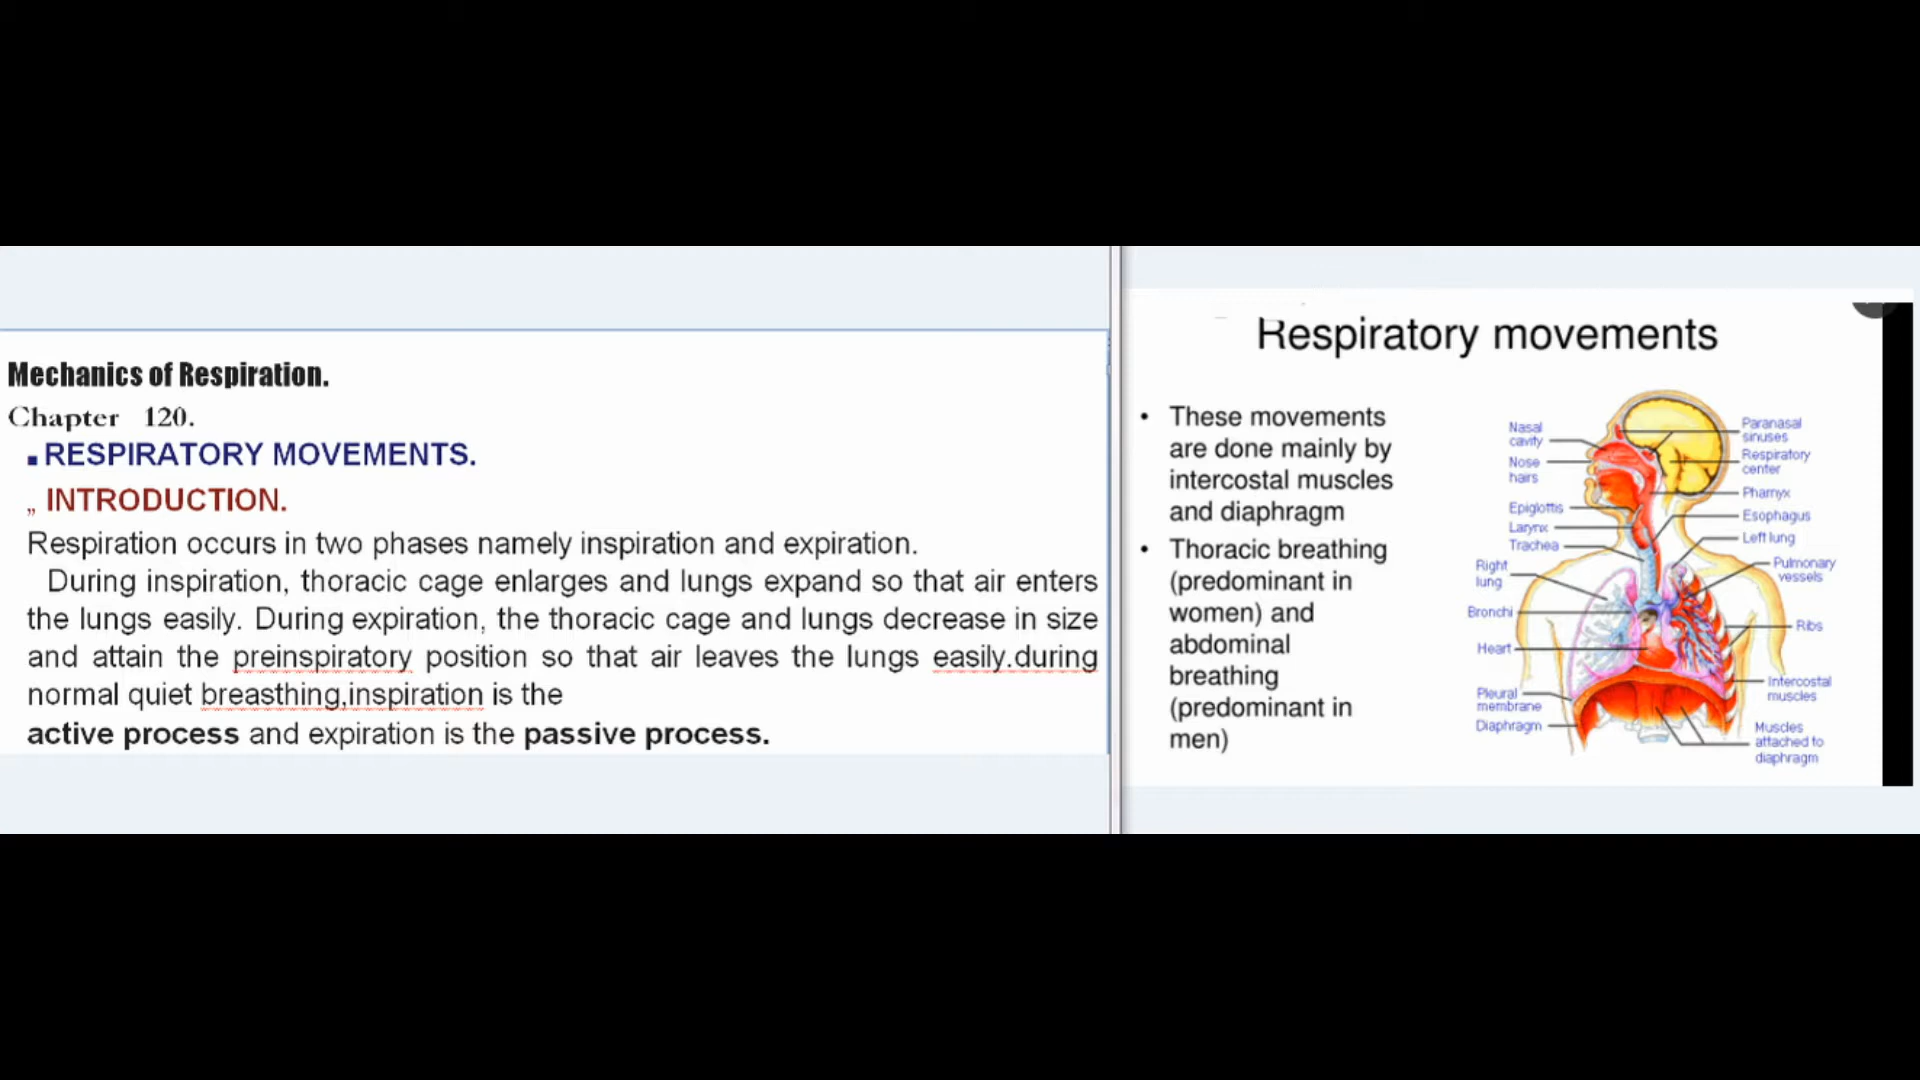 Mechanics of Respiration.
Chapter 120.
▪ RESPIRATORY MOVEMENTS.
„ INTRODUCTION.
Respiration occurs in two phases namely inspiration and expiration.
During inspiration, thoracic cage enlarges and lungs expand so that air enters
the lungs easily. During expiration, the thoracic cage and lungs decrease in size
and attain the preinspiratory position so that air leaves the lungs easily.during
normal quiet breasthing,inspiration is the
active process and expiration is the passive process.
Respiratory movements
• These movements
are done mainly by
intercostal muscles
and diaphragm
• Thoracic breathing
(predominant in
women) and
abdominal
breathing
(predominant in
men)
Nasal
cavity
Nose
hairs
Epiglottis
Larynx
Trachea
Right
lung
Bronchi
Heart
Pleural
membrane
Diaphragm
Paranasal
sinuses
Respiratory
center
Pharnyx
Esophagus
Left lung
Pulmonary
vessels
Ribs
Intercostal
muscles
Muscles
attached to
diaphragm